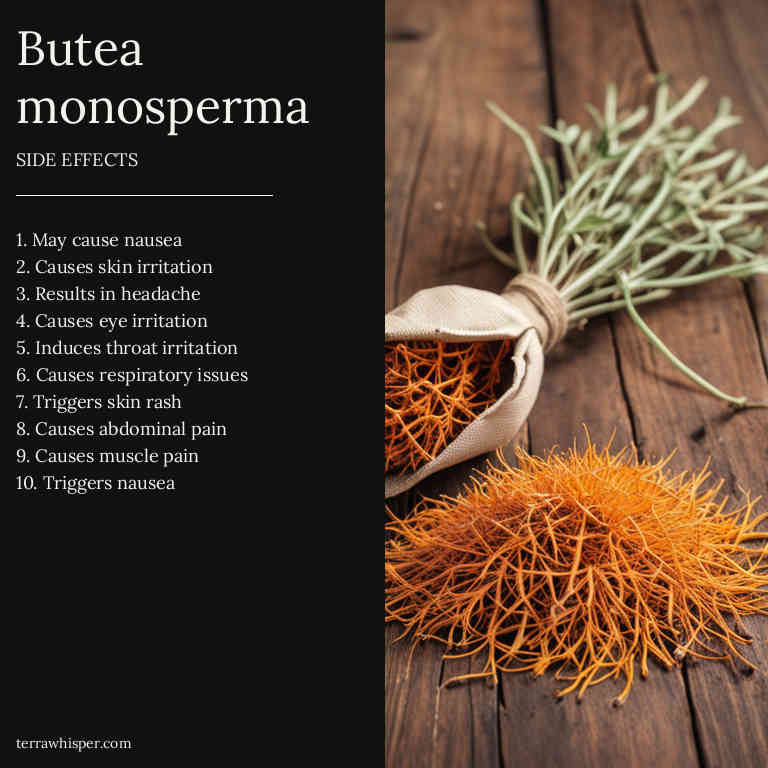 Butea
monosperma
SIDE EFFECTS
1. May cause nausea
2. Causes skin irritation
3. Results in headache
4. Causes eye irritation
5. Induces throat irritation
6. Causes respiratory issues
7. Triggers skin rash
8. Causes abdominal pain
9. Causes muscle pain
10. Triggers nausea
terrawhisper.com